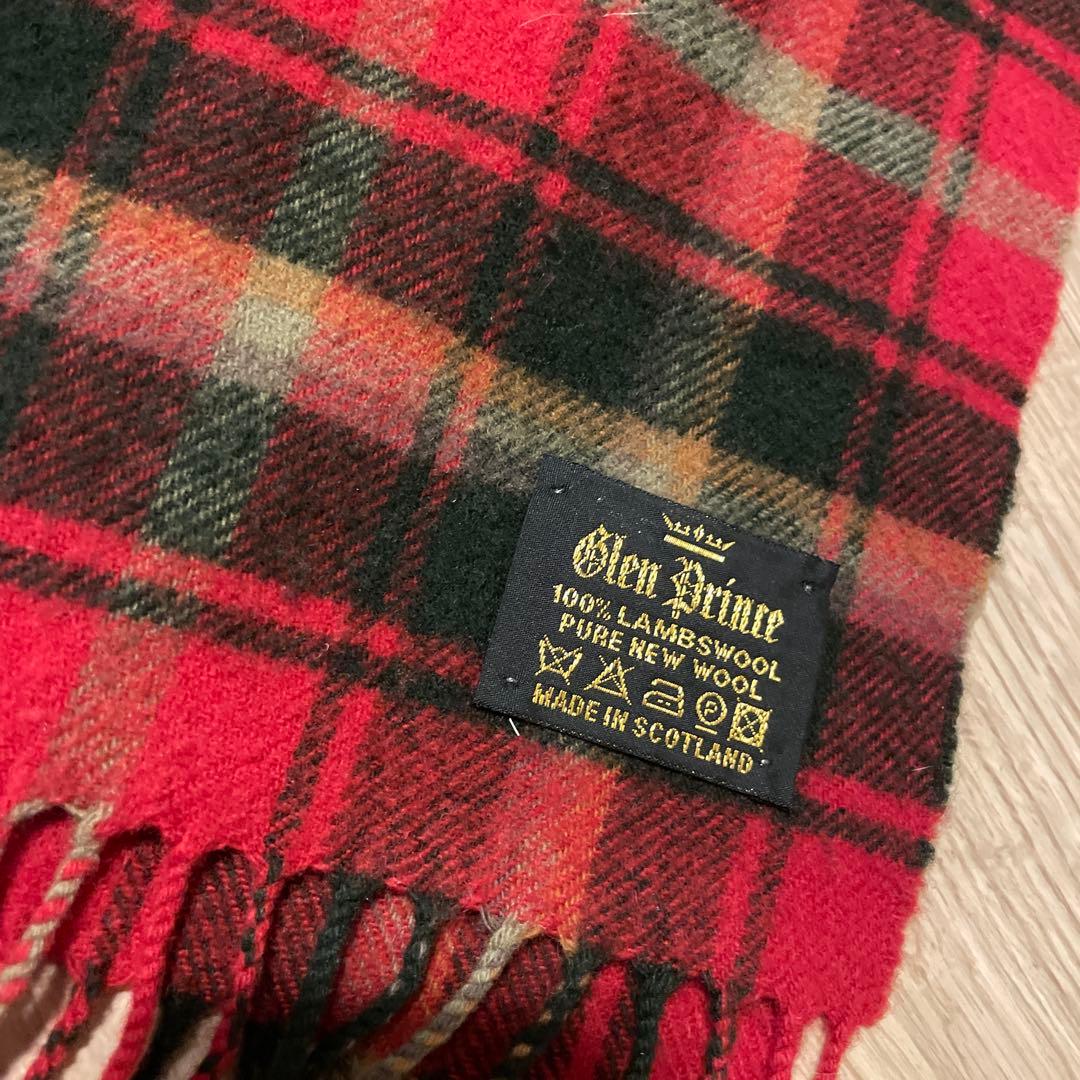 Glen Prince
100% LAMBSWOOL
PURE NEW WOOL
P
MADE IN SCOTLAND